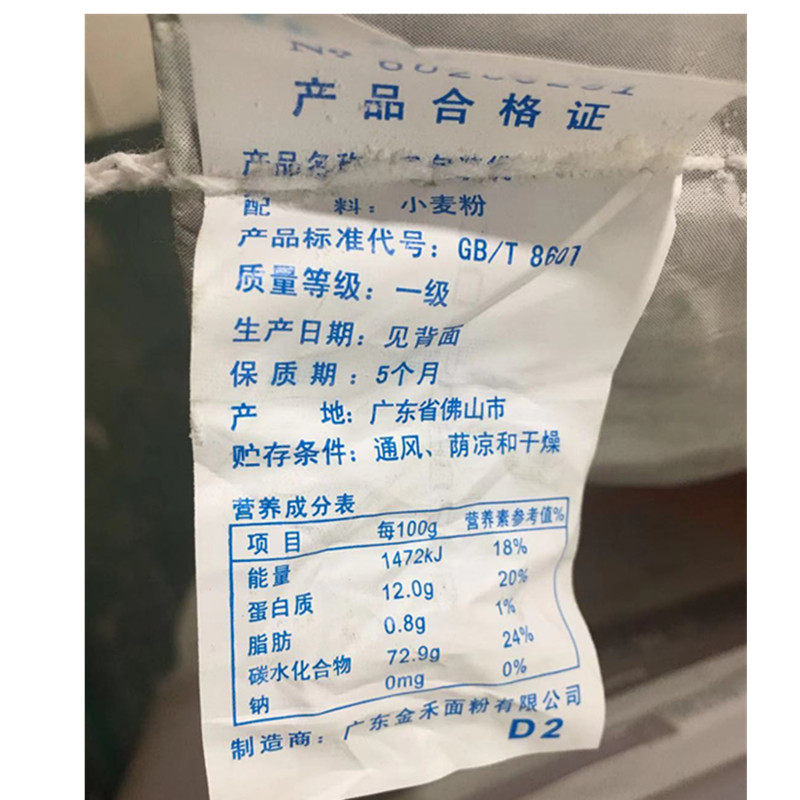 产品合格证
产品名称
配 料：小麦粉
产品标准代号：GB/T 8607
质量等级：一级
生产日期：见背面
保质期：5个月
产 地：广东省佛山市
贮存条件：通风、荫凉和干燥
营养成分表
项目 每100g 营养素参考值%
能量 1472kJ 18%
蛋白质 12.0g 20%
脂肪 0.8g 1%
碳水化合物 72.9g 24%
钠 0mg 0%
制造商：广东金禾面粉有限公司
D2